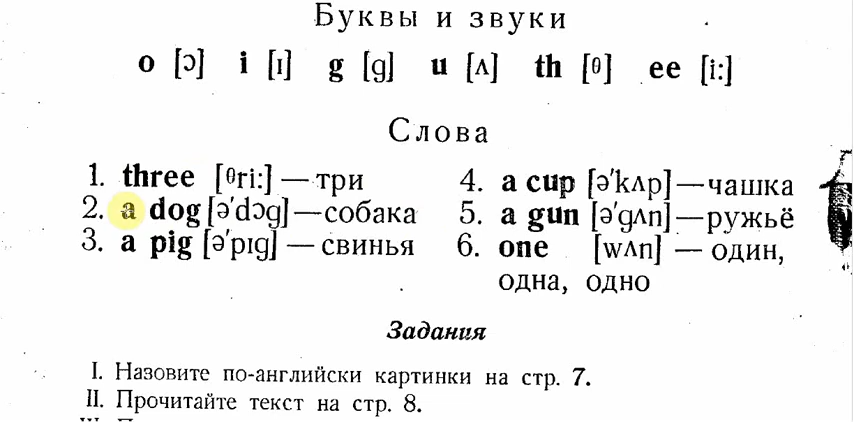 Буквы и звуки
o [ɔ] i [ɪ] g [g] u [ʌ] th [θ] ee [i:]
Слова
1. three [θri:] — три
2. a dog [ə'dɔg] — собака
3. a pig [ə'pɪg] — свинья
4. a cup [ə'kʌp] — чашка
5. a gun [ə'gʌn] — ружьё
6. one [wʌn] — один,
одна, одно
Задания
I. Назовите по-английски картинки на стр. 7.
II. Прочитайте текст на стр. 8.